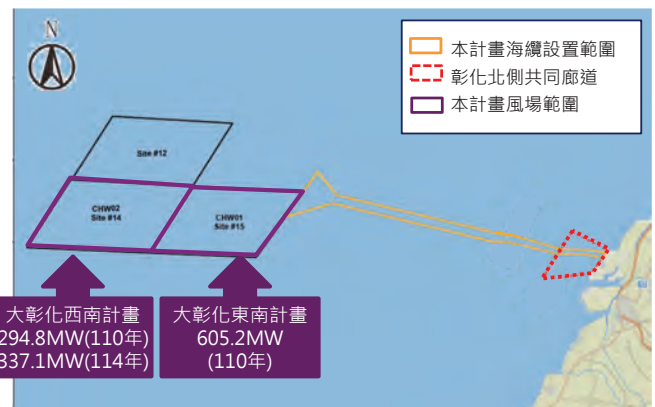 N
本計畫海纜設置範圍
彰化北側共同廊道
本計畫風場範圍
Site #12
CHW02
Site #14
CHW01
Site #15
大彰化西南計畫
294.8MW(110年)
337.1MW(114年)
大彰化東南計畫
605.2MW
(110年)